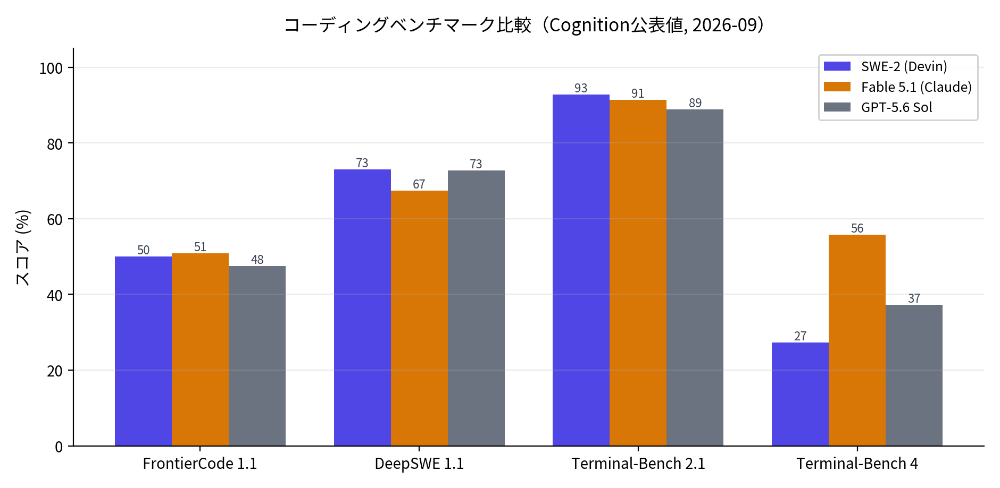 コーディングベンチマーク比較（Cognition公表値, 2026-09）
SWE-2 (Devin)
Fable 5.1 (Claude)
GPT-5.6 Sol
スコア (%)
100
80
60
40
20
0
50
51
48
73
67
73
93
91
89
27
56
37
FrontierCode 1.1
DeepSWE 1.1
Terminal-Bench 2.1
Terminal-Bench 4